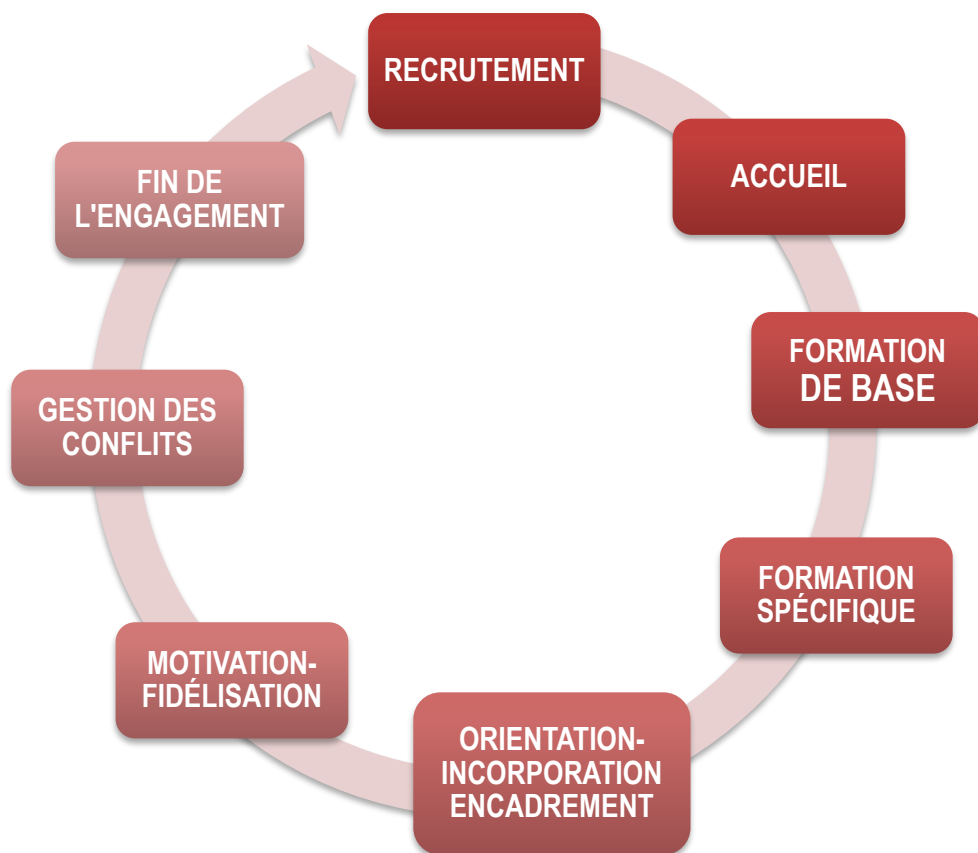 RECRUTEMENT
ACCUEIL
FORMATION
DE BASE
FORMATION
SPÉCIFIQUE
ORIENTATION-
INCORPORATION
ENCADREMENT
MOTIVATION-
FIDÉLISATION
GESTION DES
CONFLITS
FIN DE
L'ENGAGEMENT